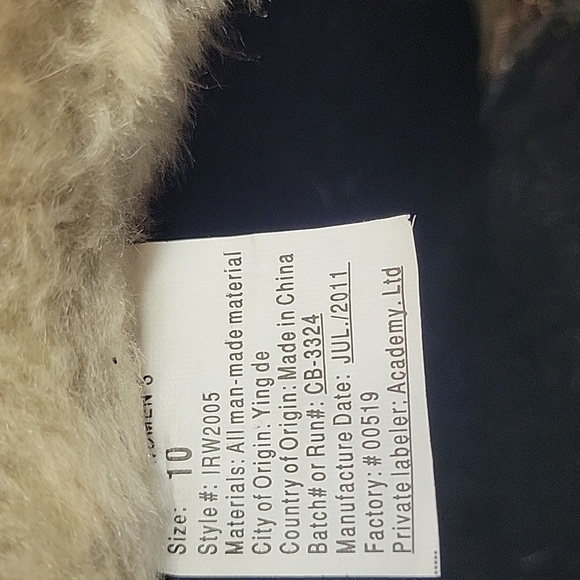 WOMEN'S
Size: 10
Style#: IRW2005
Materials: All man-made material
City of Origin: Ying de
Country of Origin: Made in China
Batch# or Run#: CB-3324
Manufacture Date: JUL./2011
Factory: # 00519
Private labeler: Academy. Ltd